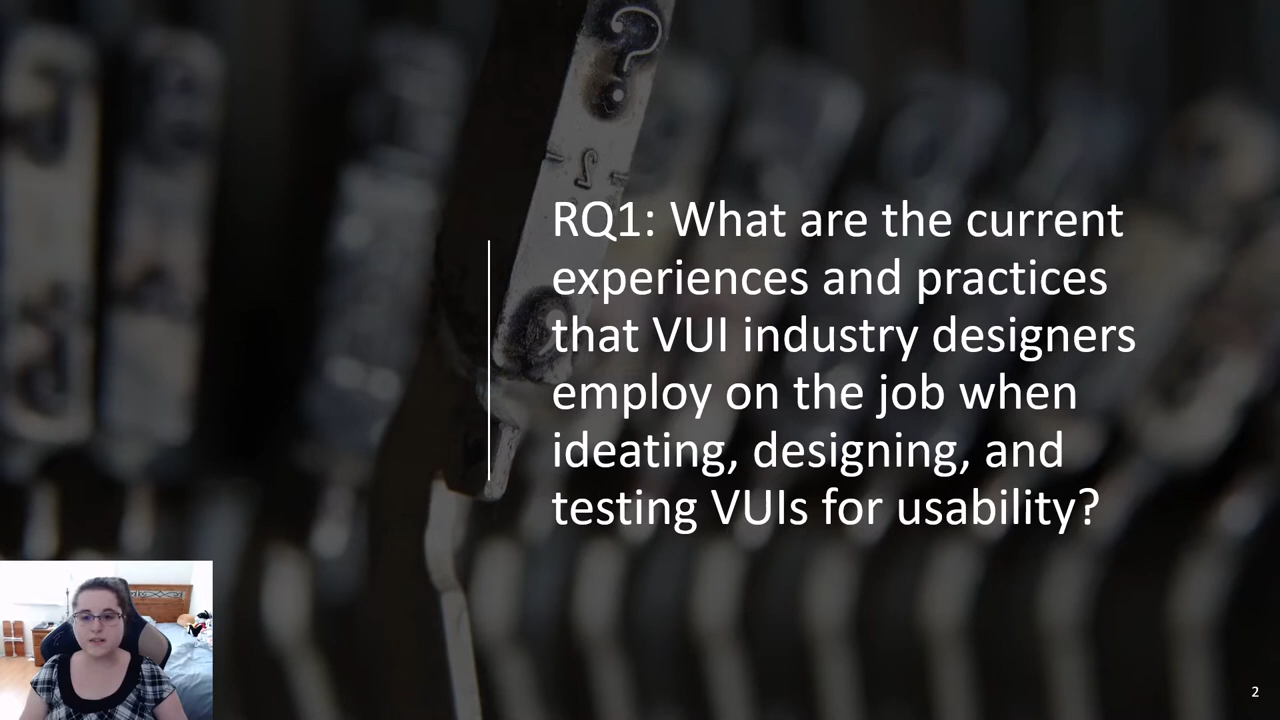 ?
2
RQ1: What are the current
experiences and practices
that VUI industry designers
employ on the job when
ideating, designing, and
testing VUIs for usability?
2